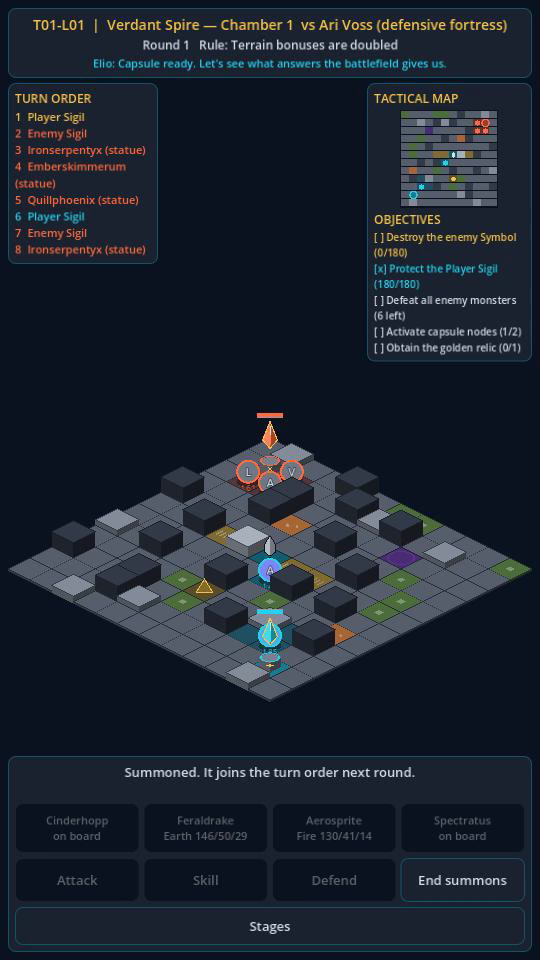 T01-L01 | Verdant Spire — Chamber 1 vs Ari Voss (defensive fortress)
Round 1 Rule: Terrain bonuses are doubled
Elio: Capsule ready. Let's see what answers the battlefield gives us.
TURN ORDER
1 Player Sigil
2 Enemy Sigil
3 Ironserpentyx (statue)
4 Emberskimmerum
(statue)
5 Quillphoenix (statue)
6 Player Sigil
7 Enemy Sigil
8 Ironserpentyx (statue)
TACTICAL MAP
OBJECTIVES
[ ] Destroy the enemy Symbol
(0/180)
[x] Protect the Player Sigil
(180/180)
[ ] Defeat all enemy monsters
(6 left)
[ ] Activate capsule nodes (1/2)
[ ] Obtain the golden relic (0/1)
L
V
A
A
Summoned. It joins the turn order next round.
Cinderhopp
on board
Feraldrake
Earth 146/50/29
Aerosprite
Fire 130/41/14
Spectratus
on board
Attack
Skill
Defend
End summons
Stages